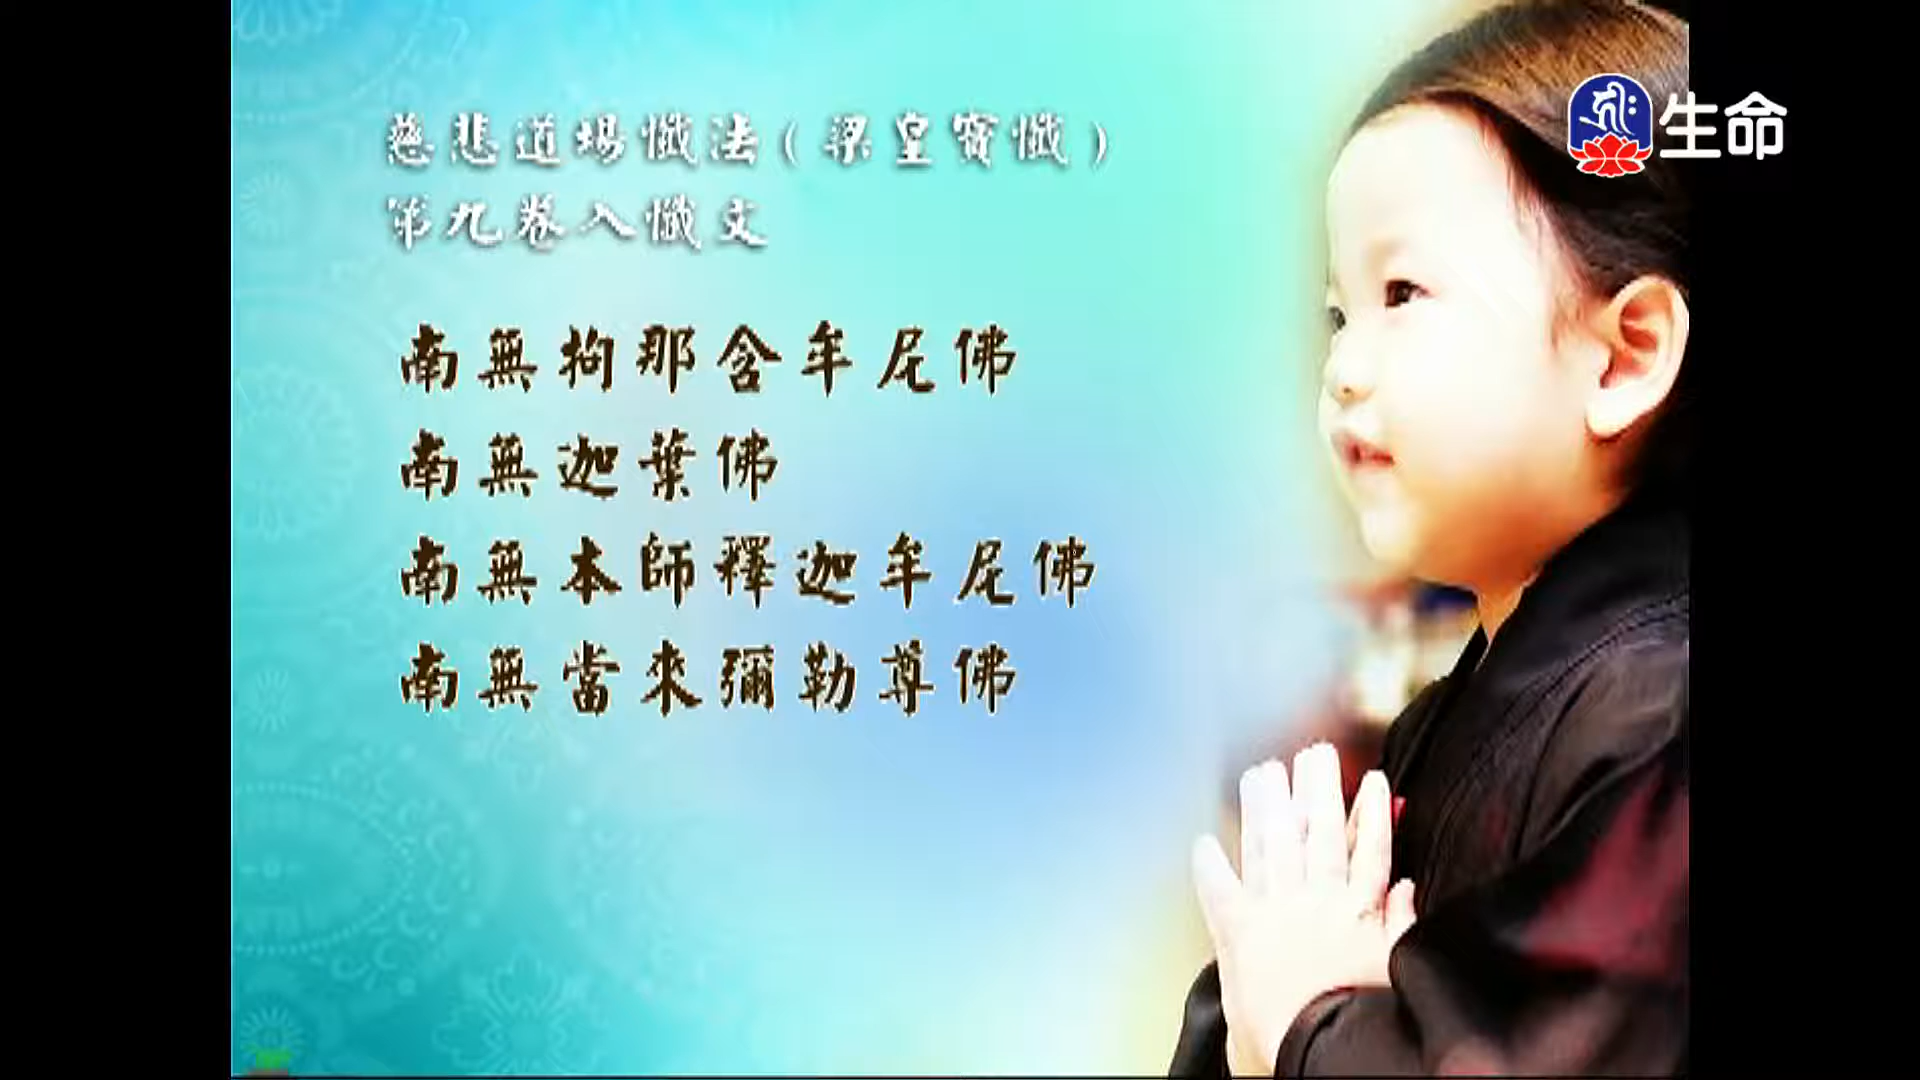 生命
慈悲道場懺法(梁皇寶懺)
第九卷入懺文
南無拘那含牟尼佛
南無迦葉佛
南無本師釋迦牟尼佛
南無當來彌勒尊佛